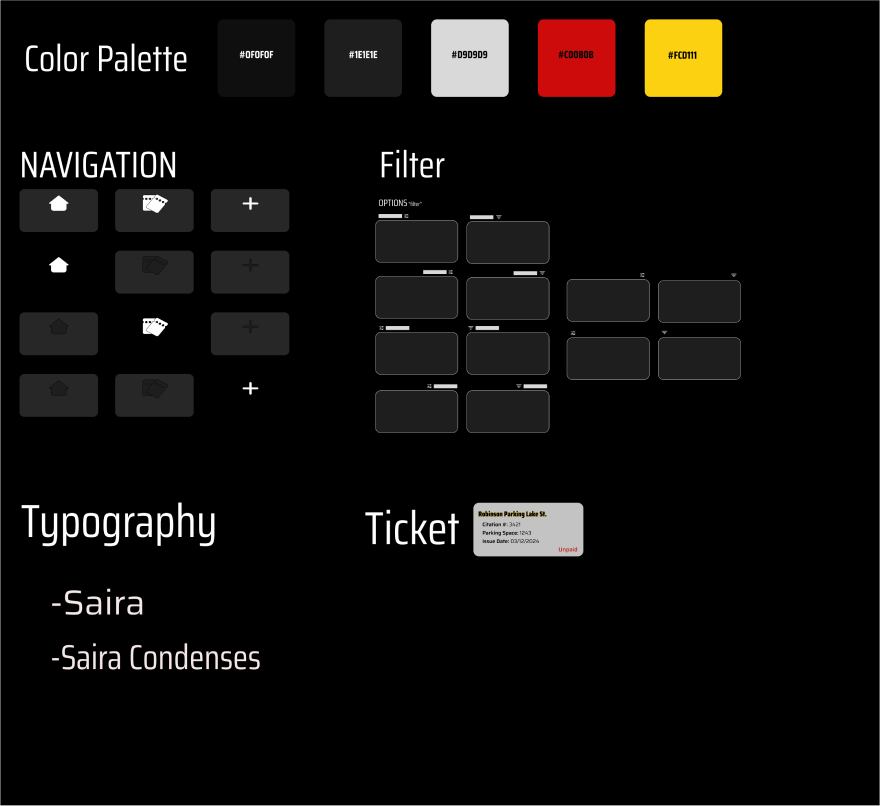 Color Palette
#0F0F0F
#1E1E1E
#D9D9D9
#CD0B0B
#FCD111
NAVIGATION
Filter
OPTIONS "filter"
Typography
-Saira
-Saira Condenses
Ticket
Robinson Parking Lake St.
Citation #: 3421
Parking Space: 1243
Issue Date: 03/12/2024
Unpaid